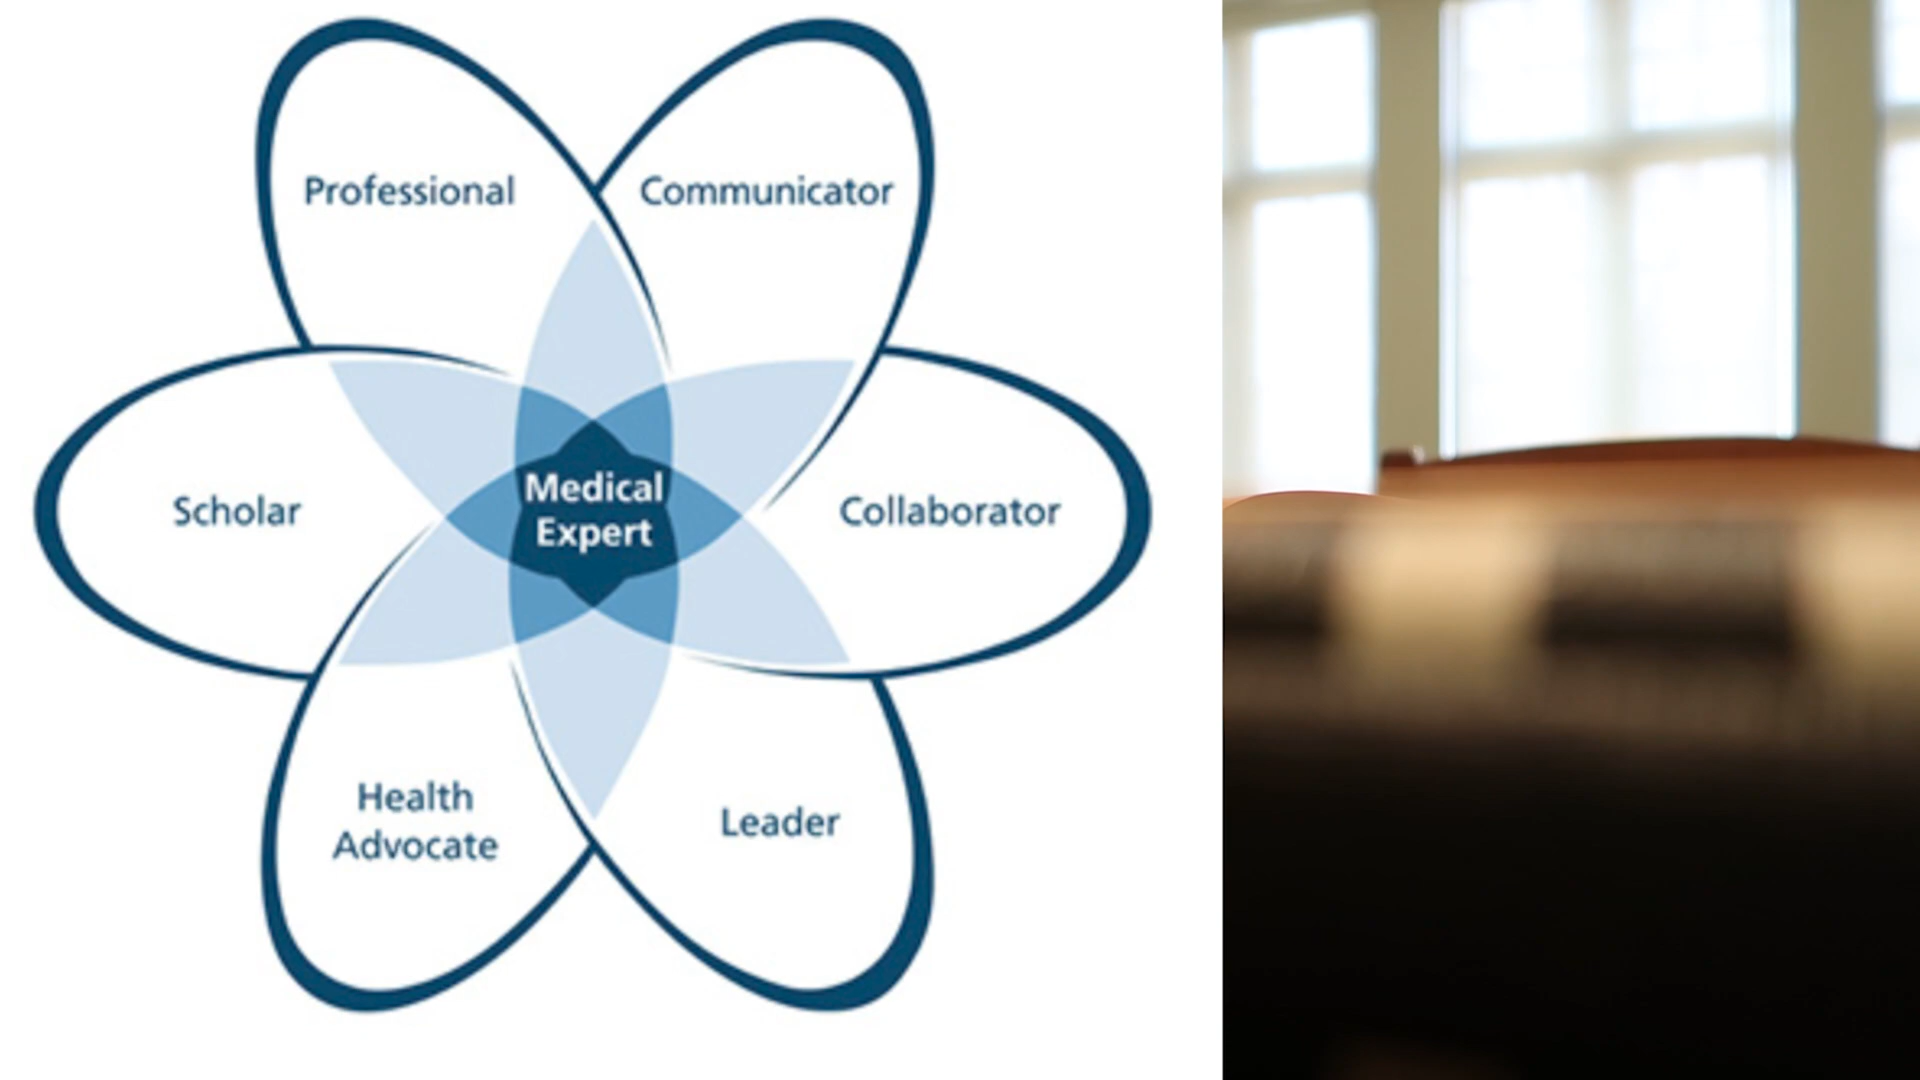 Professional
Communicator
Scholar
Medical
Expert
Collaborator
Health
Advocate
Leader